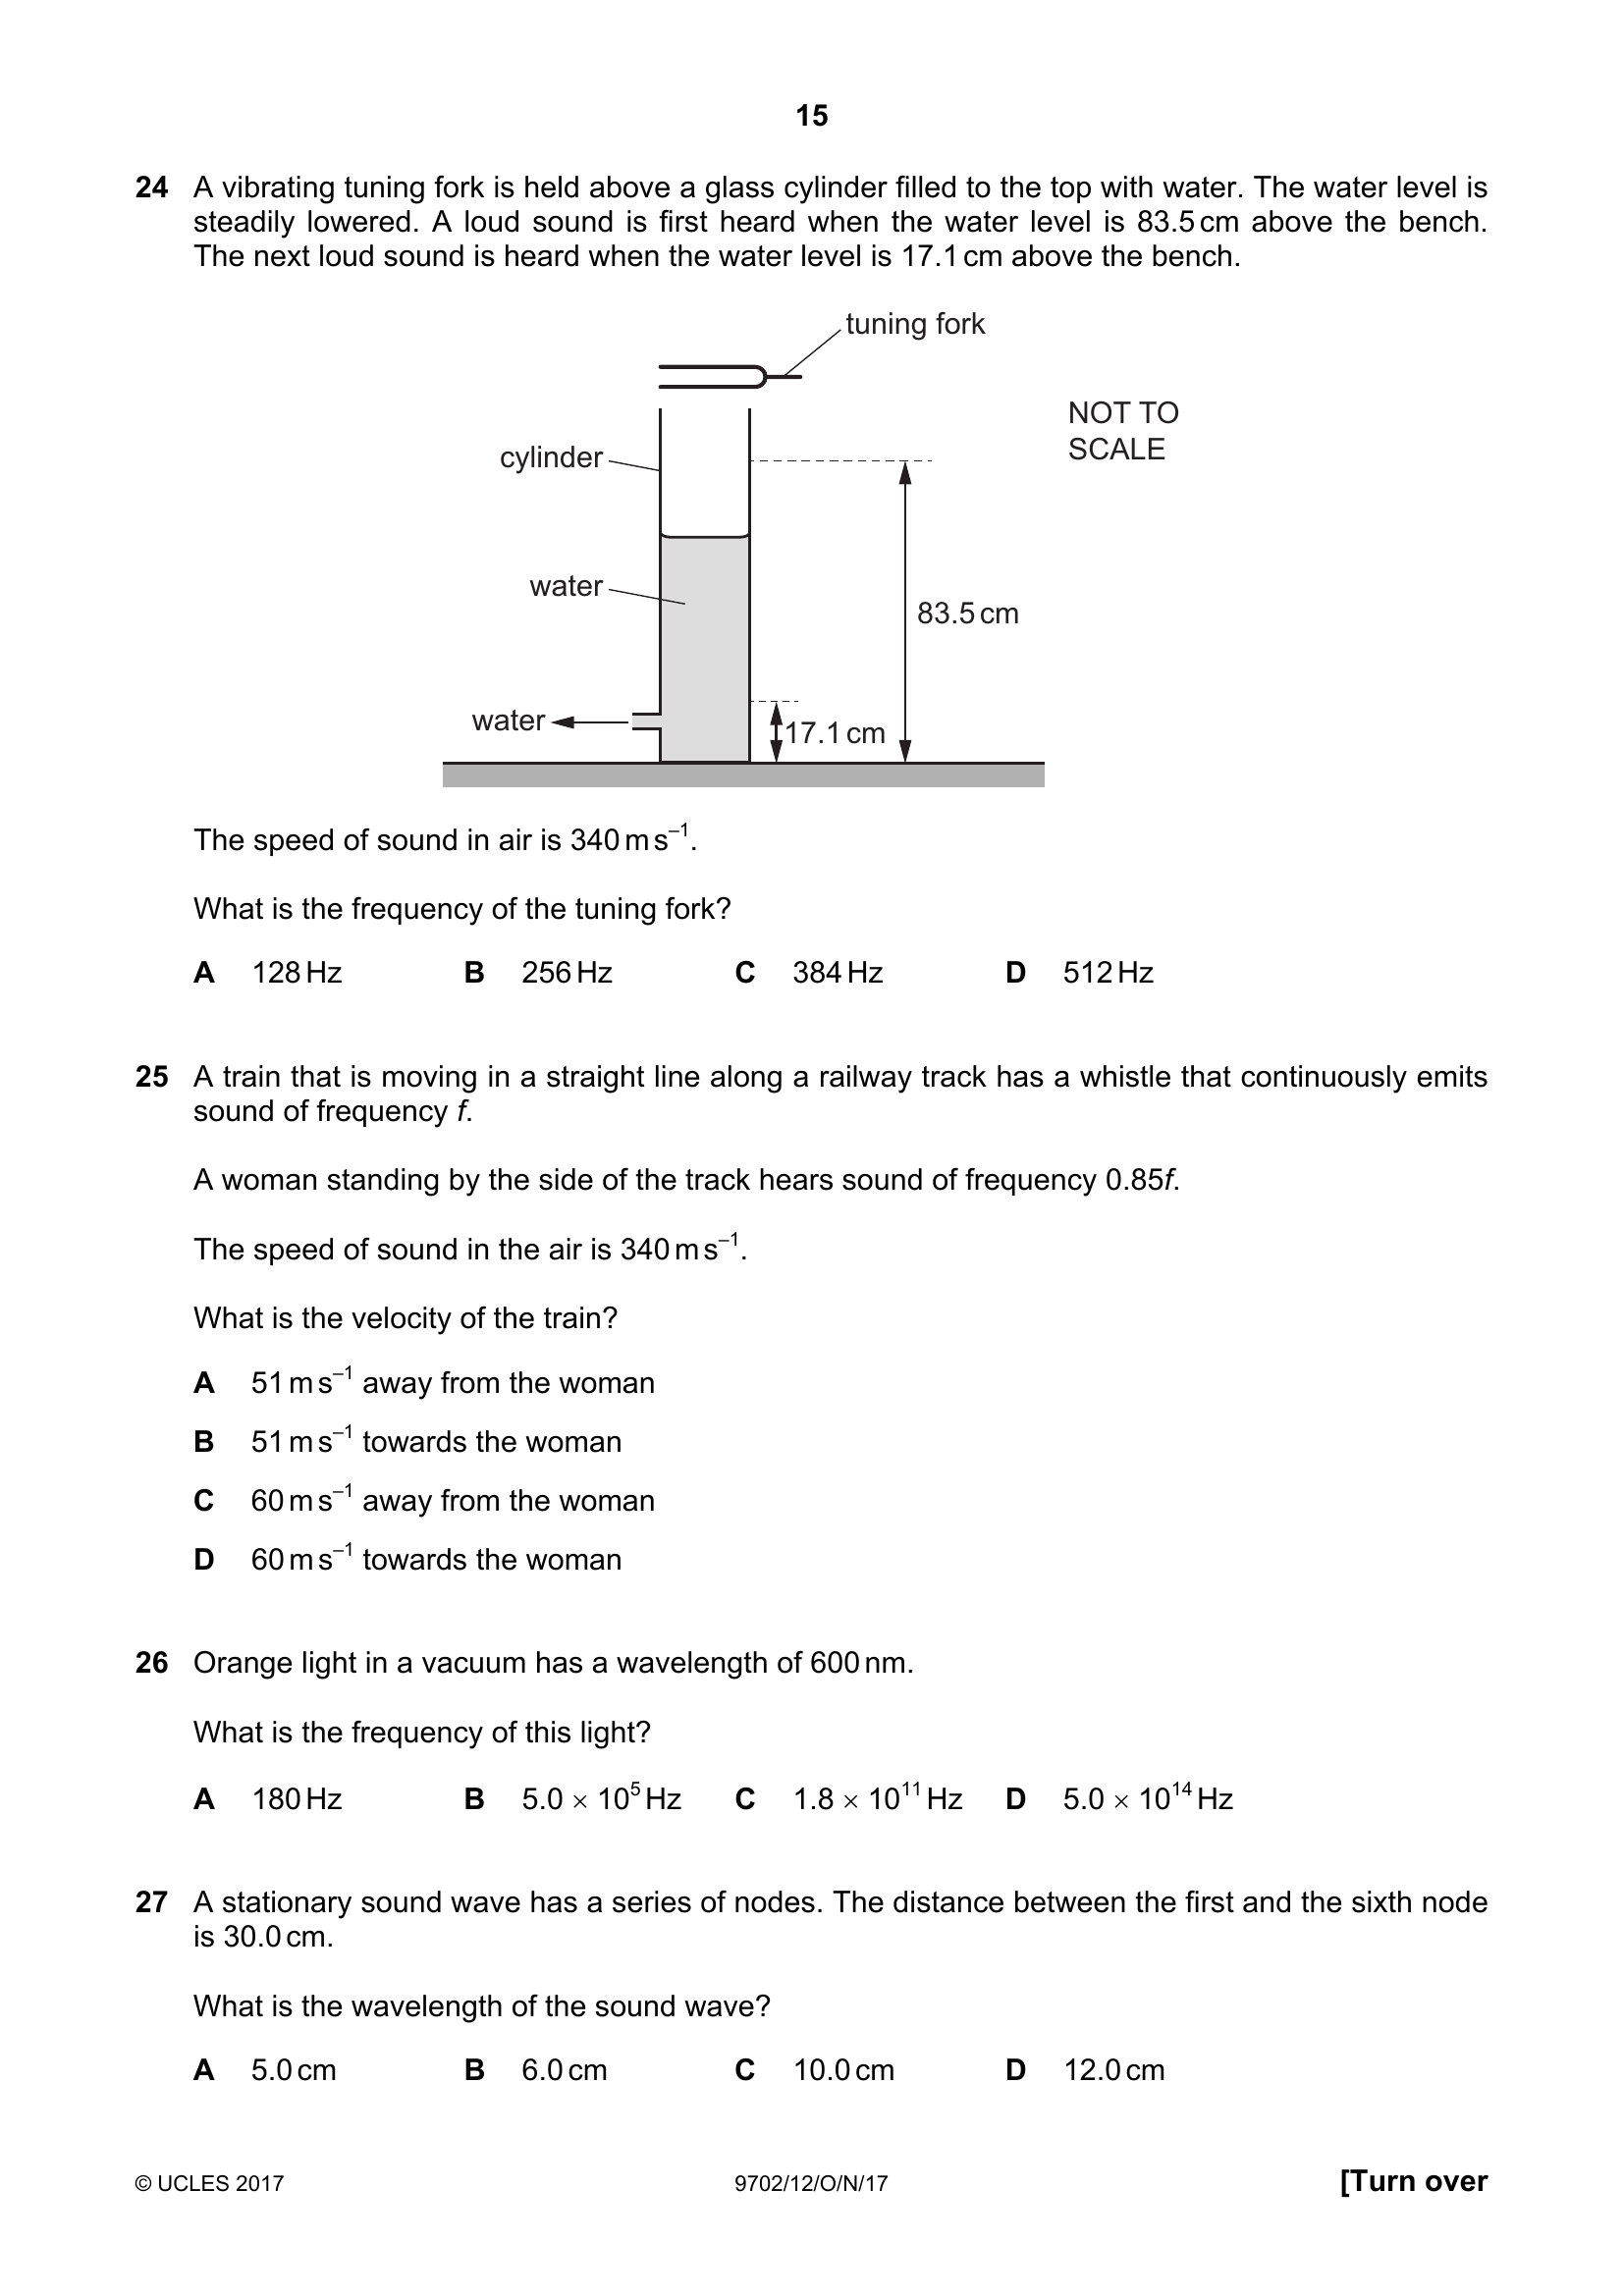 15
24 A vibrating tuning fork is held above a glass cylinder filled to the top with water. The water level is
steadily lowered. A loud sound is first heard when the water level is 83.5 cm above the bench.
The next loud sound is heard when the water level is 17.1 cm above the bench.
tuning fork
NOT TO
SCALE
cylinder
water
83.5 cm
water
17.1 cm
The speed of sound in air is 340 m s⁻¹.
What is the frequency of the tuning fork?
A 128 Hz B 256 Hz C 384 Hz D 512 Hz
25 A train that is moving in a straight line along a railway track has a whistle that continuously emits
sound of frequency f.
A woman standing by the side of the track hears sound of frequency 0.85f.
The speed of sound in the air is 340 m s⁻¹.
What is the velocity of the train?
A 51 m s⁻¹ away from the woman
B 51 m s⁻¹ towards the woman
C 60 m s⁻¹ away from the woman
D 60 m s⁻¹ towards the woman
26 Orange light in a vacuum has a wavelength of 600 nm.
What is the frequency of this light?
A 180 Hz B 5.0 × 10⁵ Hz C 1.8 × 10¹¹ Hz D 5.0 × 10¹⁴ Hz
27 A stationary sound wave has a series of nodes. The distance between the first and the sixth node
is 30.0 cm.
What is the wavelength of the sound wave?
A 5.0 cm B 6.0 cm C 10.0 cm D 12.0 cm
© UCLES 2017 9702/12/O/N/17 [Turn over